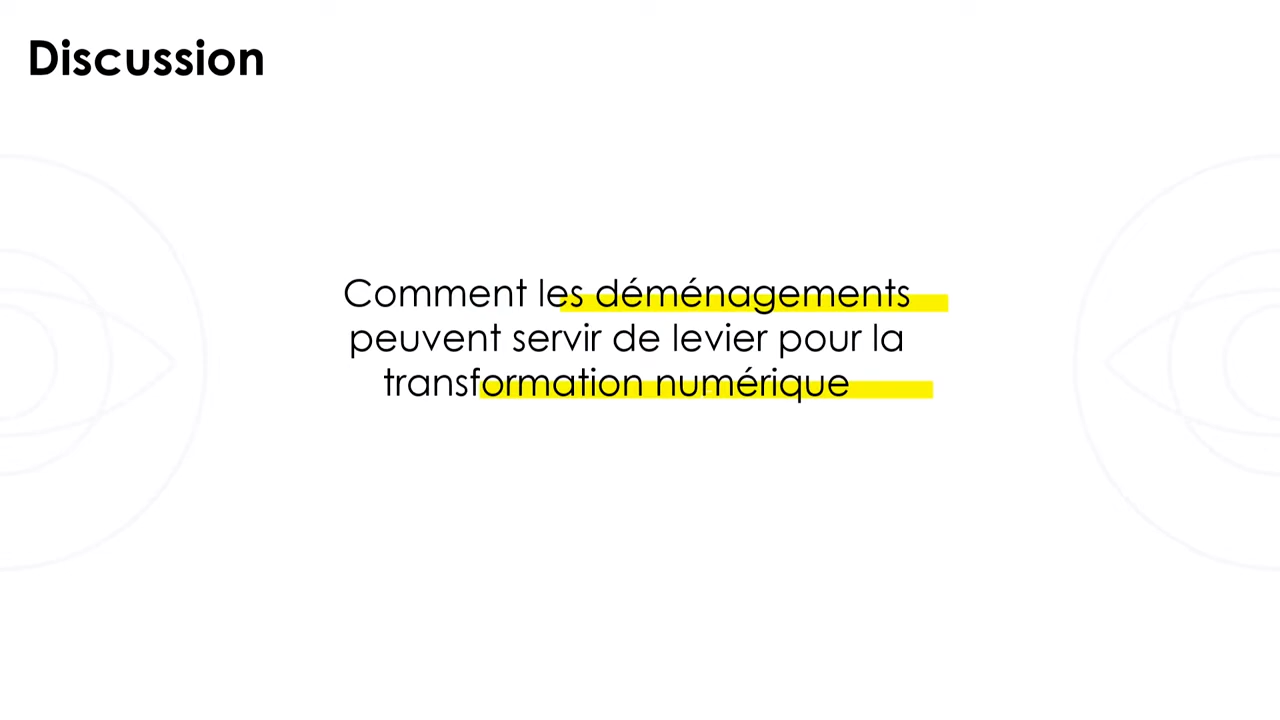 Discussion
Comment les déménagements
peuvent servir de levier pour la
transformation numérique